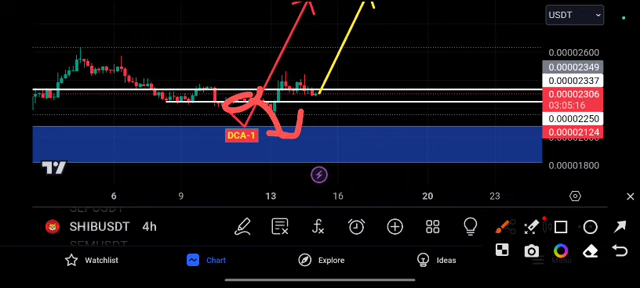 USDT
0.00002600
0.00002349
0.00002337
0.00002306
03:05:16
0.00002250
0.00002124
0.00001800
DCA-1
6 9 13 16 20 23
SHIBUSDT 4h
Watchlist Chart Explore Ideas